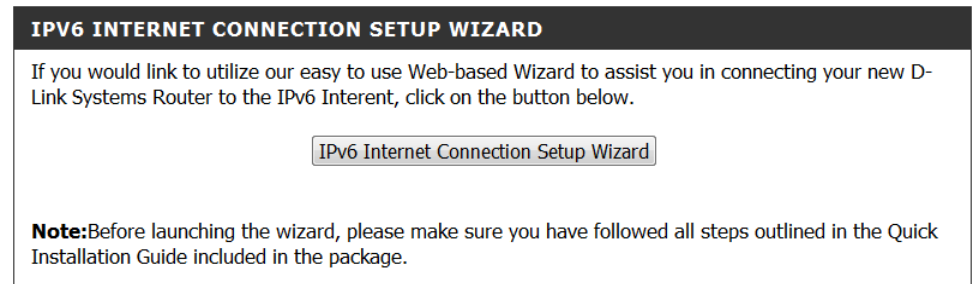 IPV6 INTERNET CONNECTION SETUP WIZARD
If you would link to utilize our easy to use Web-based Wizard to assist you in connecting your new D-
Link Systems Router to the IPv6 Interent, click on the button below.
IPv6 Internet Connection Setup Wizard
Note:Before launching the wizard, please make sure you have followed all steps outlined in the Quick
Installation Guide included in the package.